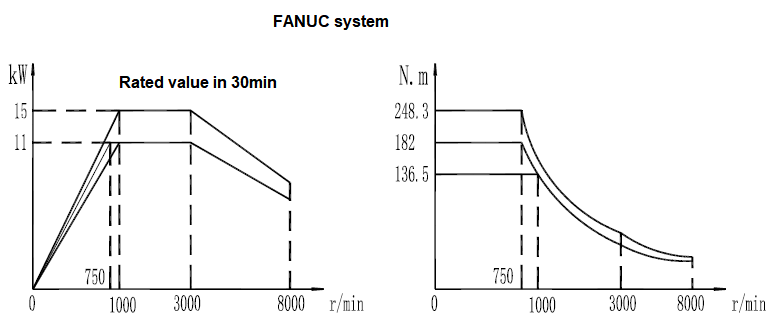 FANUC system
kW
Rated value in 30min
15
11
750
0
1000
3000
8000
r/min
N.m
248.3
182
136.5
750
0
1000
3000
8000
r/min